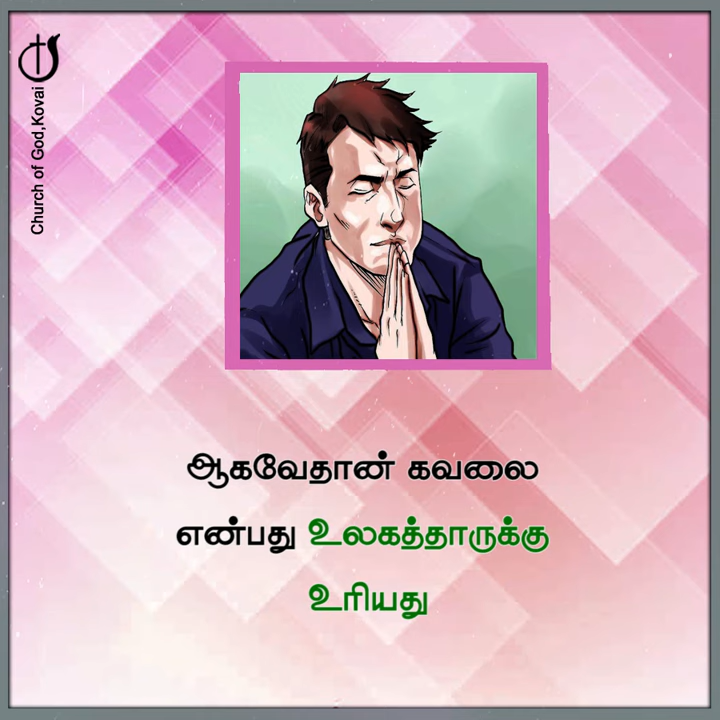 Church of God,Kovai
ஆகவேதான் கவலை
என்பது உலகத்தாருக்கு
உரியது